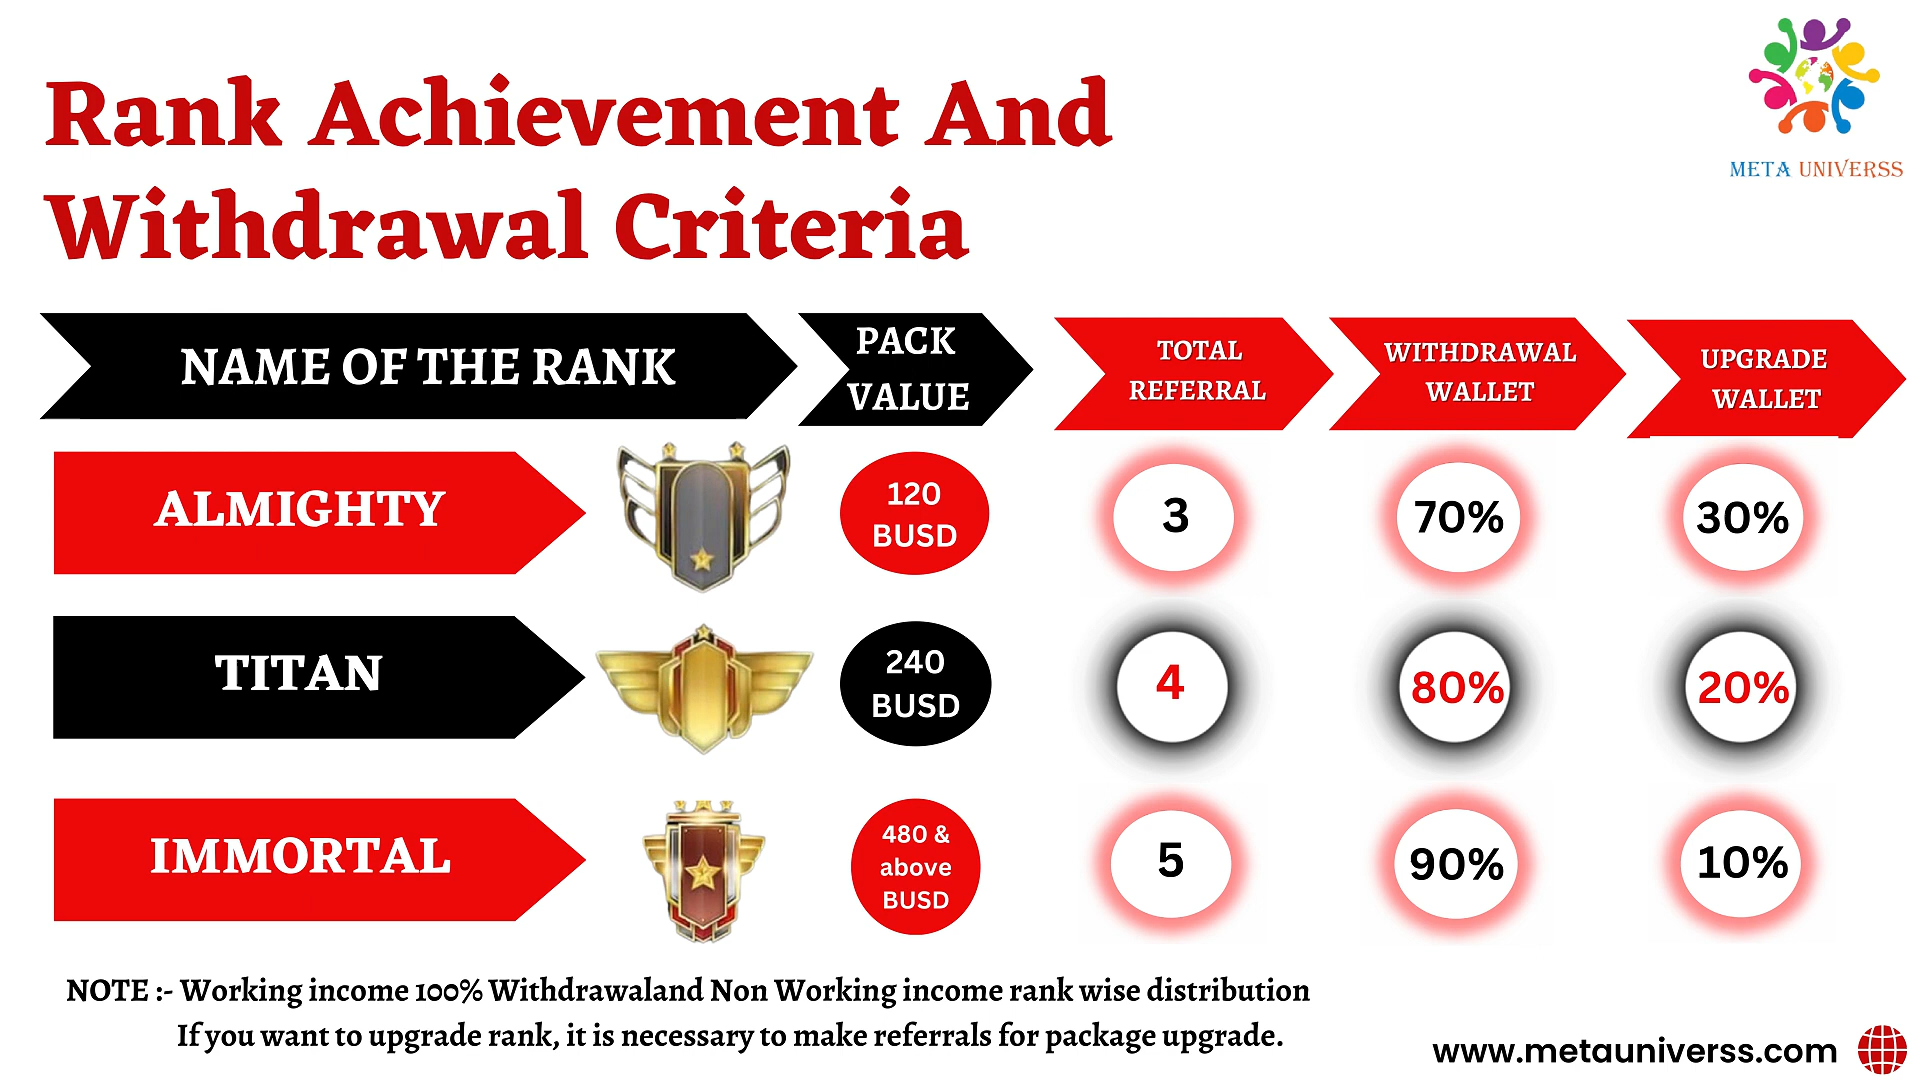 Rank Achievement And
Withdrawal Criteria
META UNIVERSS
NAME OF THE RANK
PACK
VALUE
TOTAL
REFERRAL
WITHDRAWAL
WALLET
UPGRADE
WALLET
ALMIGHTY
120
BUSD
3
70%
30%
TITAN
240
BUSD
4
80%
20%
IMMORTAL
480 &
above
BUSD
5
90%
10%
NOTE :- Working income 100% Withdrawaland Non Working income rank wise distribution
If you want to upgrade rank, it is necessary to make referrals for package upgrade.
www.metauniverss.com